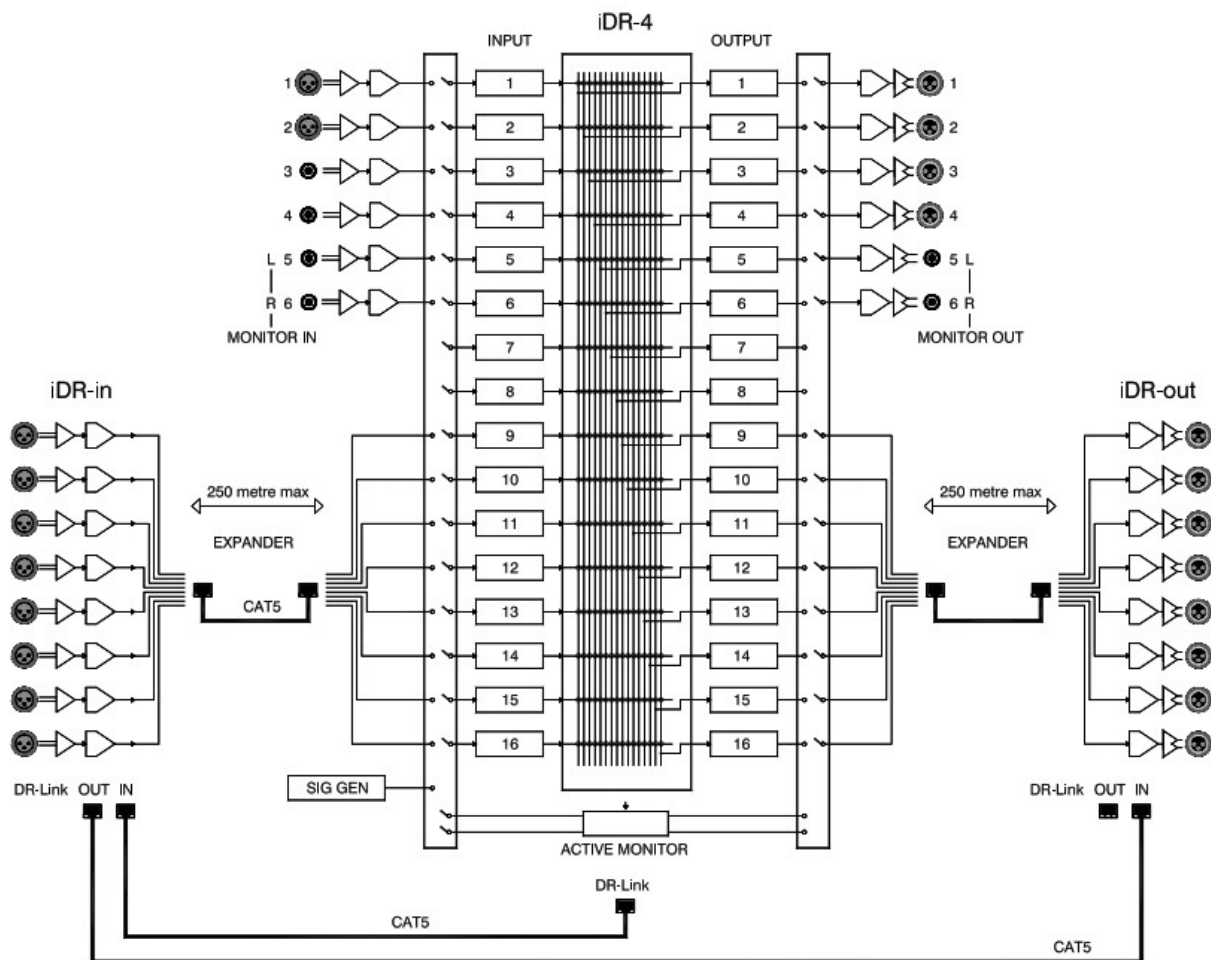 iDR-4
INPUT
OUTPUT
1 1 1 1
2 2 2 2
3 3 3 3
4 4 4 4
L 5 5 5 5 L
R 6 6 6 6 R
MONITOR IN
MONITOR OUT
7 7
8 8
iDR-in
iDR-out
9 9
10 10
250 metre max
250 metre max
11 11
EXPANDER
EXPANDER
12 12
CAT5
13 13
14 14
15 15
16 16
SIG GEN
DR-Link OUT IN
DR-Link OUT IN
ACTIVE MONITOR
DR-Link
CAT5
CAT5